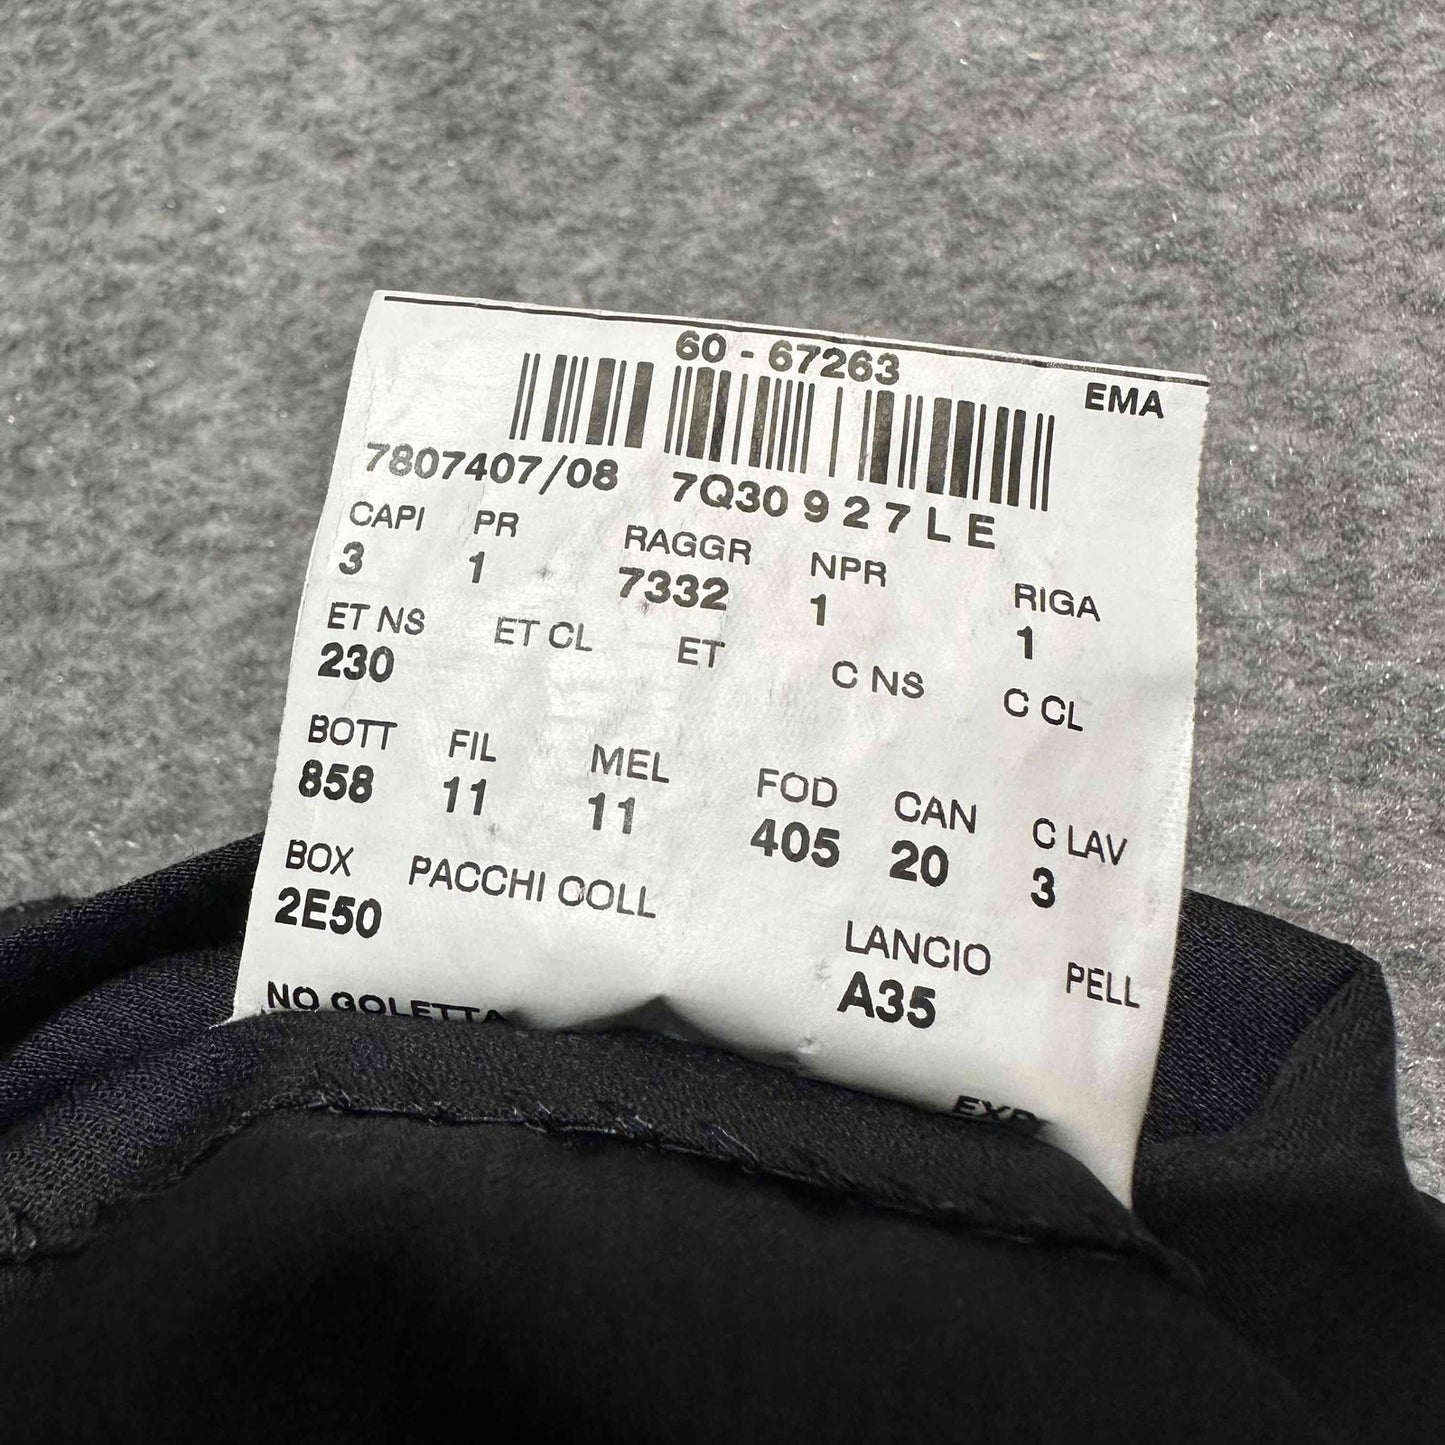 60 - 67263
EMA
7807407/08 7Q30 9 2 7 L E
CAPI PR RAGGR NPR RIGA
3 1 7332 1 1
ET NS ET CL ET C NS C CL
230
BOTT FIL MEL FOD CAN C LAV
858 11 11 405 20 3
BOX PACCHI COLL LANCIO PELL
2E50 A35
NO GOLETTA